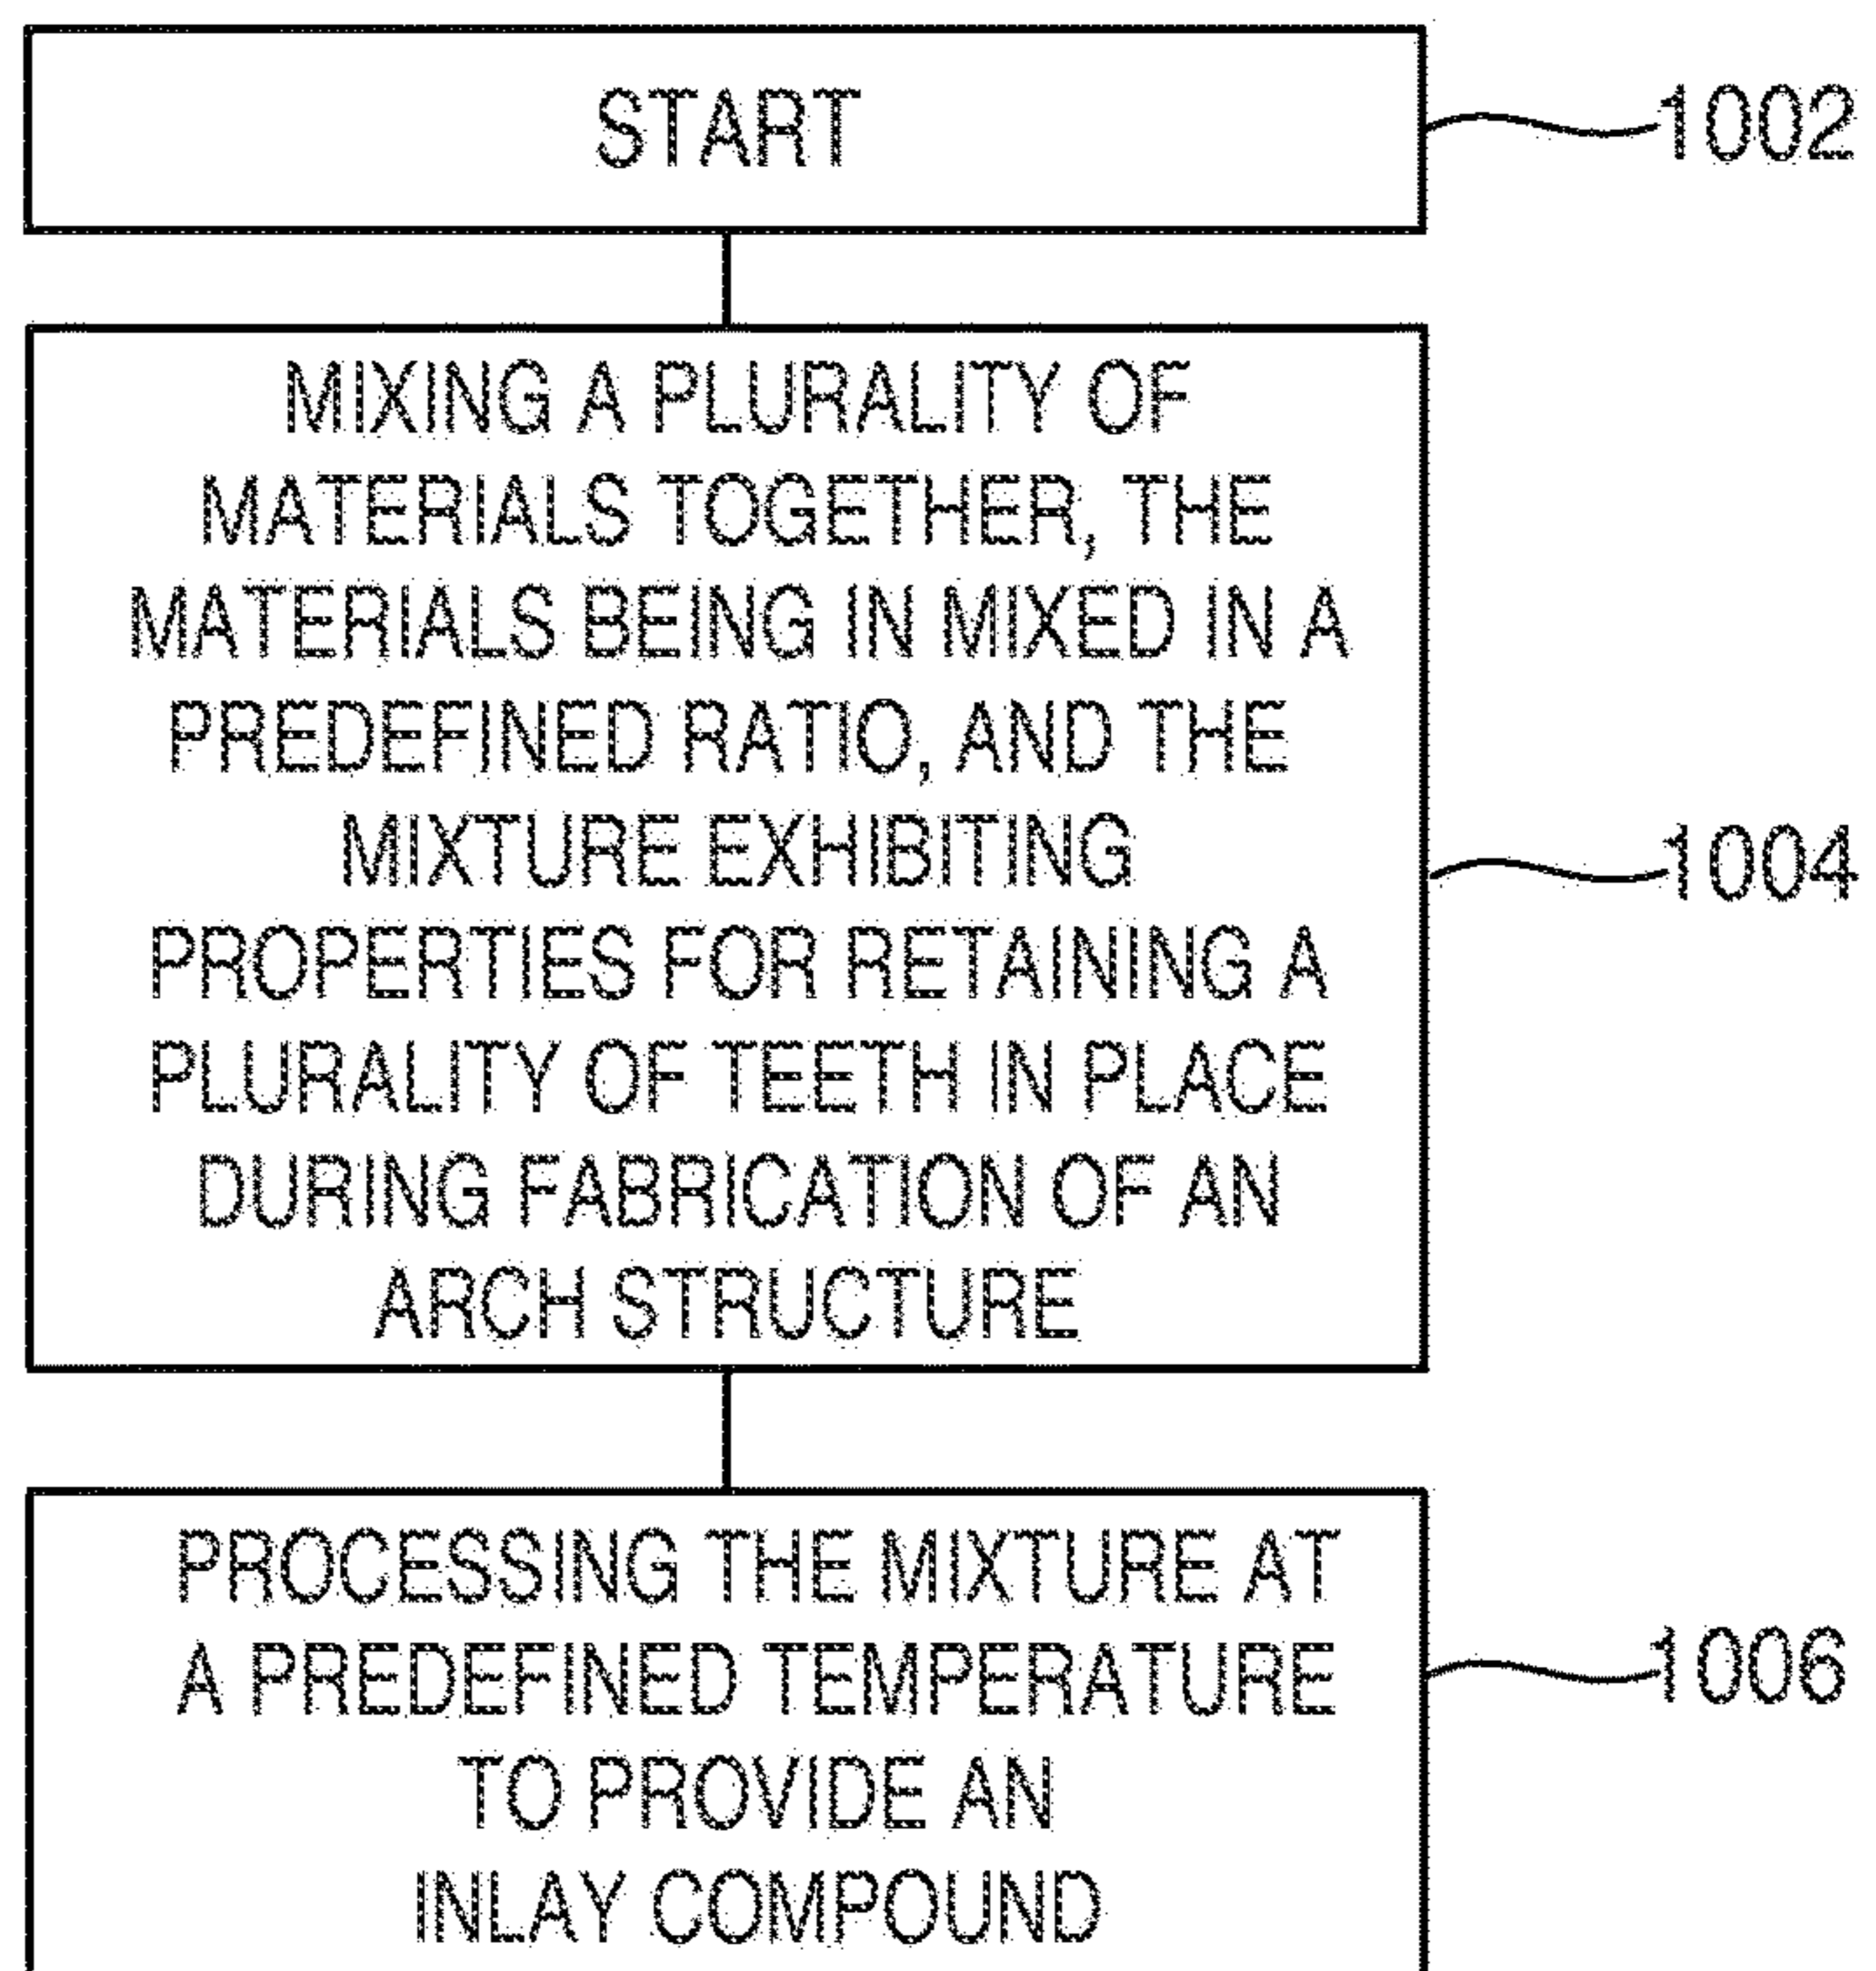 START
1002
MIXING A PLURALITY OF
MATERIALS TOGETHER, THE
MATERIALS BEING IN MIXED IN A
PREDEFINED RATIO, AND THE
MIXTURE EXHIBITING
PROPERTIES FOR RETAINING A
PLURALITY OF TEETH IN PLACE
DURING FABRICATION OF AN
ARCH STRUCTURE
1004
PROCESSING THE MIXTURE AT
A PREDEFINED TEMPERATURE
TO PROVIDE AN
INLAY COMPOUND
1006